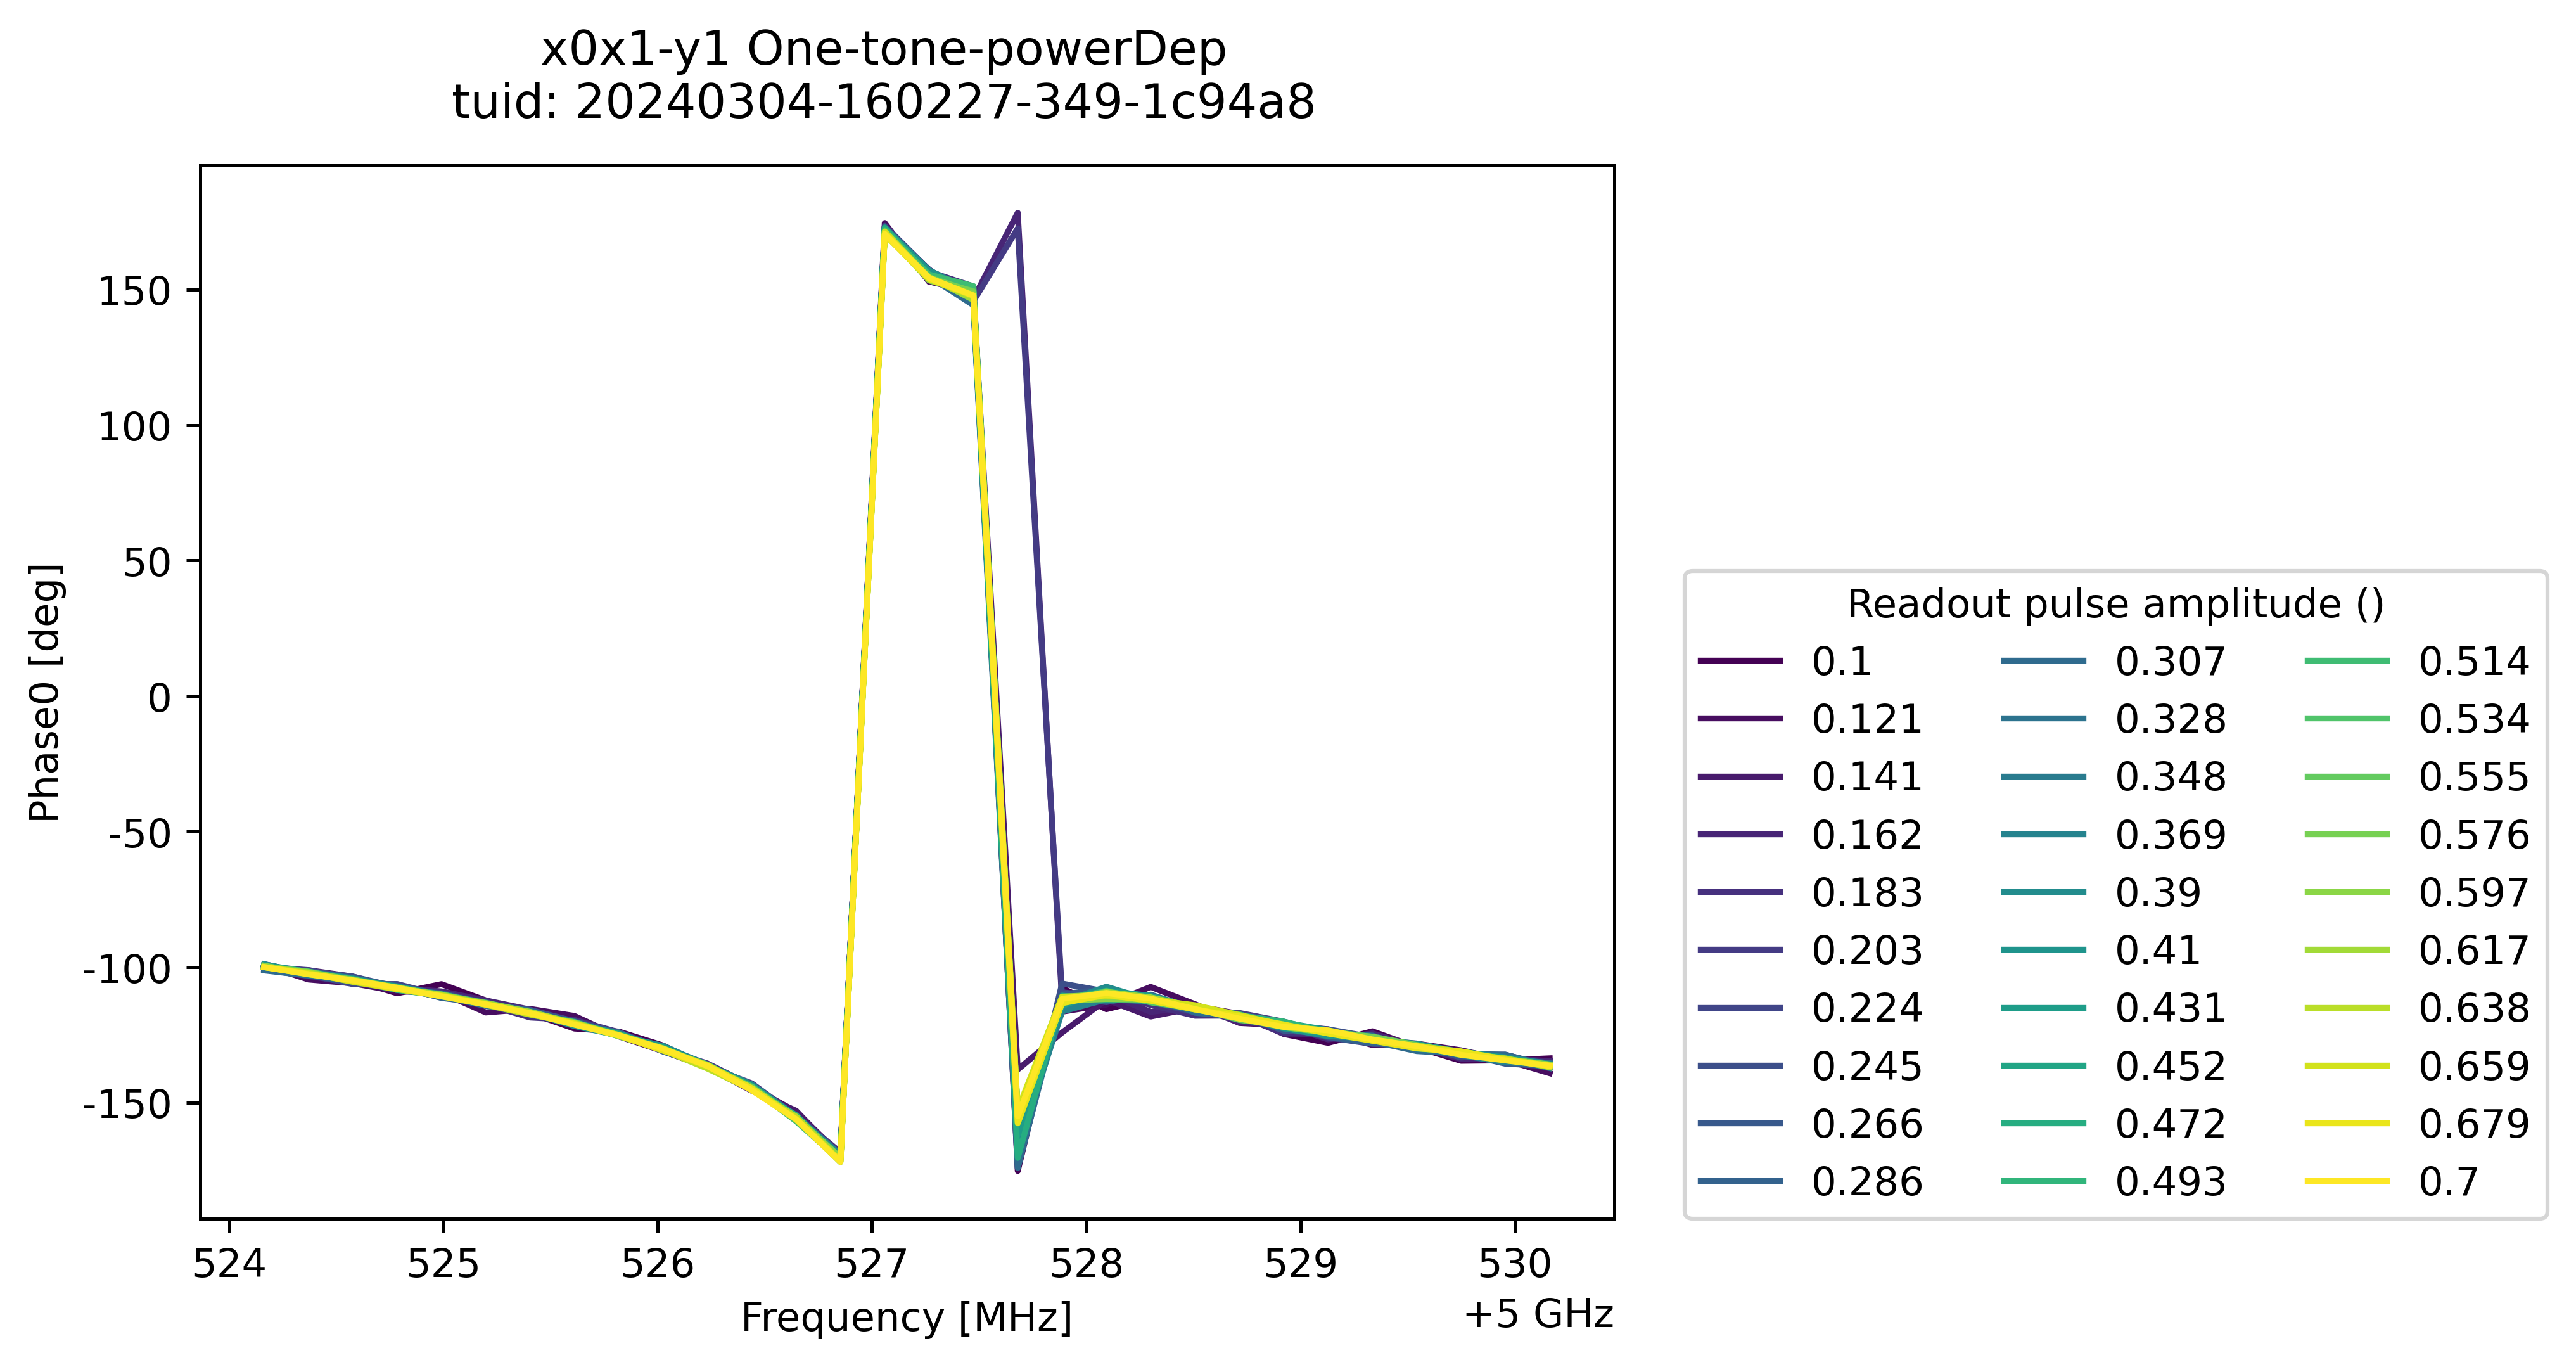 x0x1-y1 One-tone-powerDep
tuid: 20240304-160227-349-1c94a8
Phase0 [deg]
150
100
50
0
-50
-100
-150
524 525 526 527 528 529 530
Frequency [MHz]
+5 GHz
Readout pulse amplitude ()
0.1 0.307 0.514
0.121 0.328 0.534
0.141 0.348 0.555
0.162 0.369 0.576
0.183 0.39 0.597
0.203 0.41 0.617
0.224 0.431 0.638
0.245 0.452 0.659
0.266 0.472 0.679
0.286 0.493 0.7